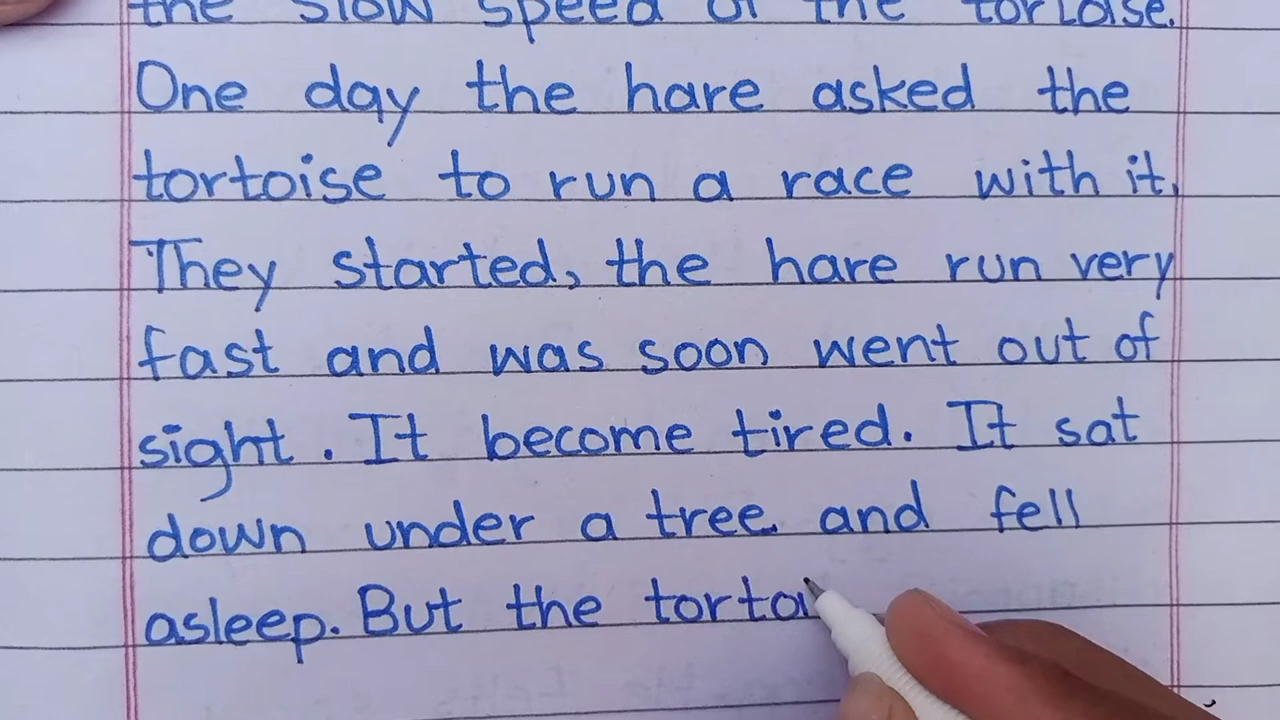 the slow speed of the tortoise.
One day the hare asked the
tortoise to run a race with it.
They started, the hare run very
fast and was soon went out of
sight. It become tired. It sat
down under a tree and fell
asleep. But the tortoi